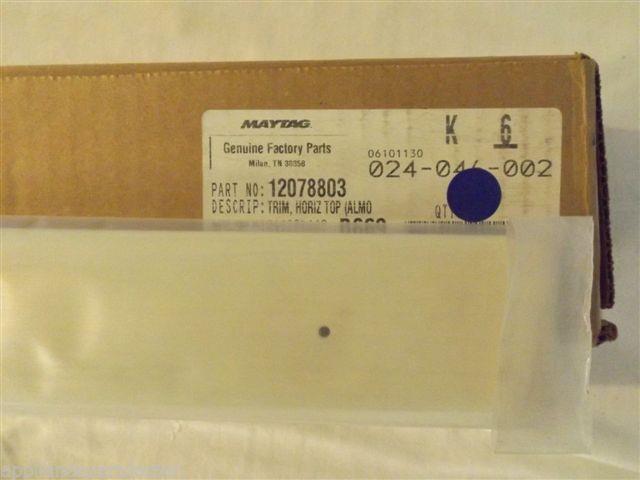 MAYTAG
Genuine Factory Parts
Milan, TN 38358
K 6
06101130
024-046-002
PART NO: 12078803
DESCRIP: TRIM, HORIZ TOP (ALMO